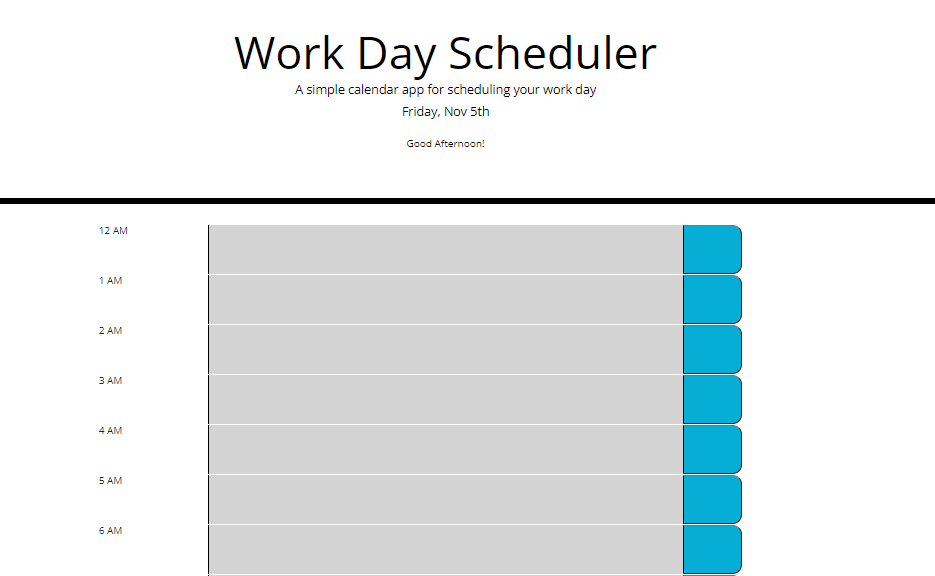 Work Day Scheduler
A simple calendar app for scheduling your work day
Friday, Nov 5th
Good Afternoon!
12 AM
1 AM
2 AM
3 AM
4 AM
5 AM
6 AM